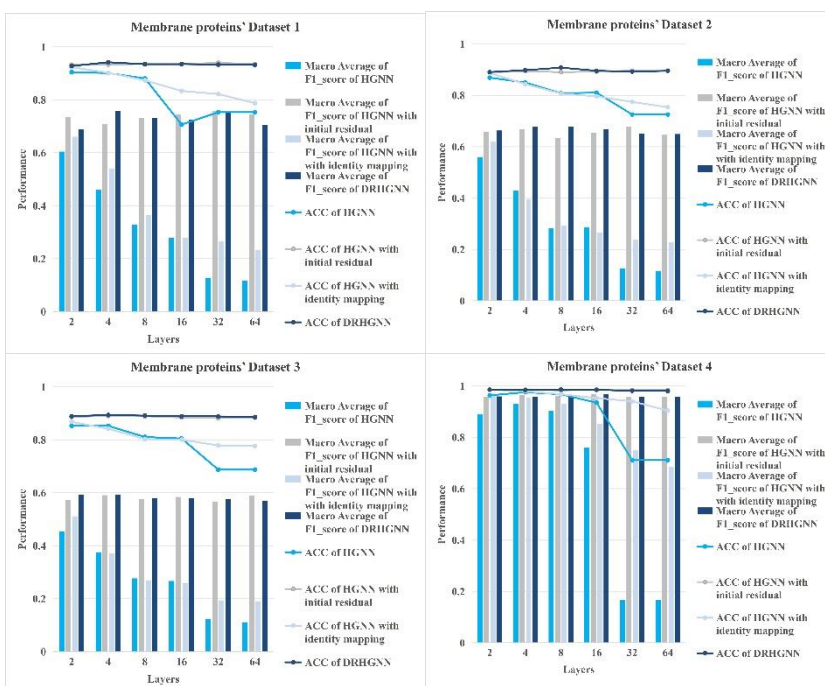 Membrane proteins' Dataset 1
Performance
1
0.8
0.6
0.4
0.2
0
2 4 8 16 32 64
Layers
Macro Average of
F1_score of HGNN
Macro Average of
F1_score of HGNN with
initial residual
Macro Average of
F1_score of HGNN with
with identity mapping
Macro Average of
F1_score of DRHGNN
ACC of HGNN
ACC of HGNN with
initial residual
ACC of HGNN with
identity mapping
ACC of DRHGNN
Membrane proteins' Dataset 2
Performance
1
0.8
0.6
0.4
0.2
0
2 4 8 16 32 64
Layers
Macro Average of
F1_score of HGNN
Macro Average of
F1_score of HGNN with
initial residual
Macro Average of
F1_score of HGNN with
with identity mapping
Macro Average of
F1_score of DRHGNN
ACC of HGNN
ACC of HGNN with
initial residual
ACC of HGNN with
identity mapping
ACC of DRHGNN
Membrane proteins' Dataset 3
Performance
1
0.8
0.6
0.4
0.2
0
2 4 8 16 32 64
Layers
Macro Average of
F1_score of HGNN
Macro Average of
F1_score of HGNN with
initial residual
Macro Average of
F1_score of HGNN with
with identity mapping
Macro Average of
F1_score of DRHGNN
ACC of HGNN
ACC of HGNN with
initial residual
ACC of HGNN with
identity mapping
ACC of DRHGNN
Membrane proteins' Dataset 4
Performance
1
0.8
0.6
0.4
0.2
0
2 4 8 16 32 64
Layers
Macro Average of
F1_score of HGNN
Macro Average of
F1_score of HGNN with
initial residual
Macro Average of
F1_score of HGNN with
with identity mapping
Macro Average of
F1_score of DRHGNN
ACC of HGNN
ACC of HGNN with
initial residual
ACC of HGNN with
identity mapping
ACC of DRHGNN